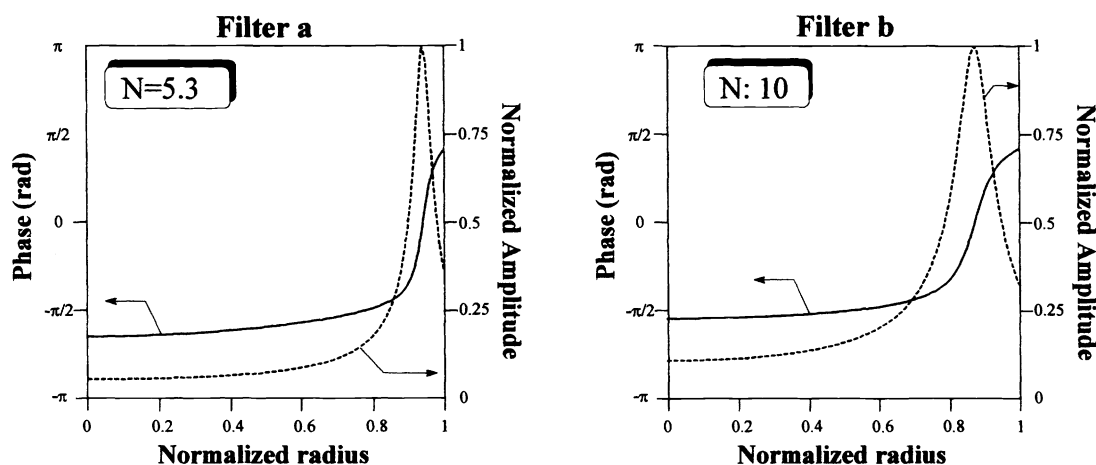 Filter a
N=5.3
π
π/2
0
-π/2
-π
Phase (rad)
1
0.75
0.5
0.25
0
Normalized Amplitude
0 0.2 0.4 0.6 0.8 1
Normalized radius
Filter b
N: 10
π
π/2
0
-π/2
-π
Phase (rad)
1
0.75
0.5
0.25
0
Normalized Amplitude
0 0.2 0.4 0.6 0.8 1
Normalized radius